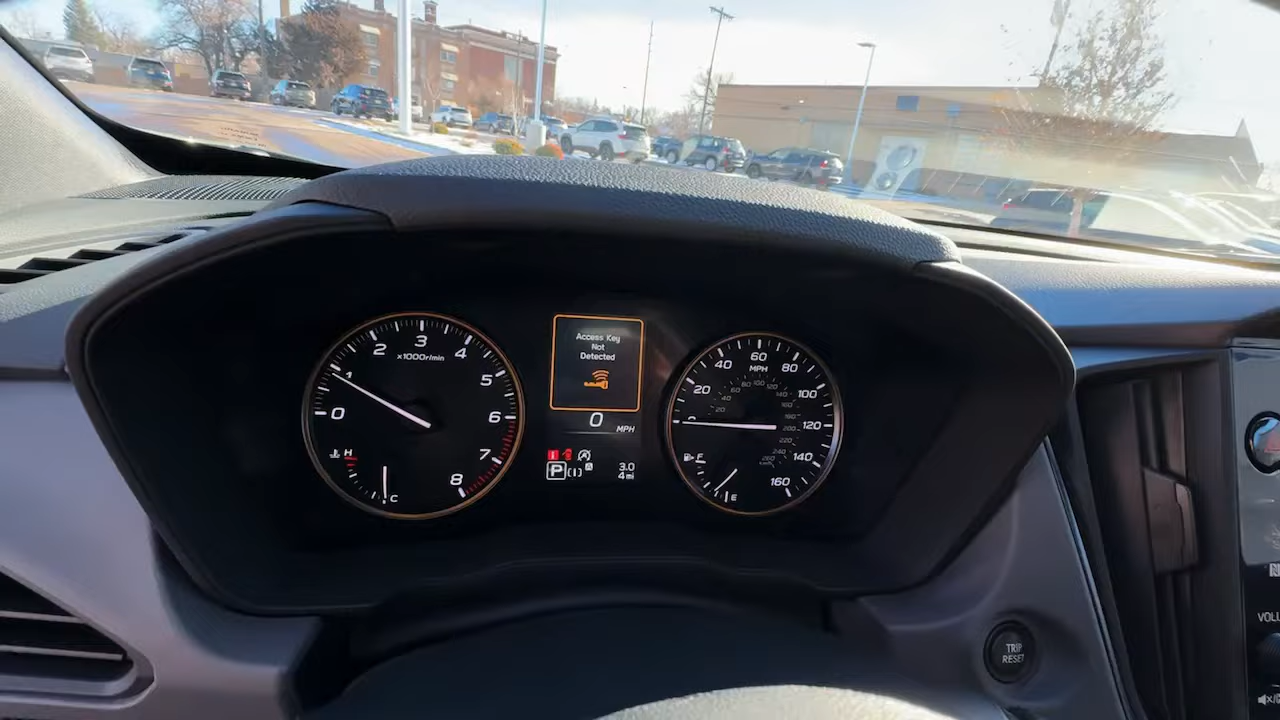 Access Key
Not
Detected
0
MPH
P
3.0
4 mi
0
1
2
3
4
5
6
7
8
x1000r/min
H
C
20
40
60
80
100
120
140
160
MPH
F
E
TRIP
RESET
VOLU